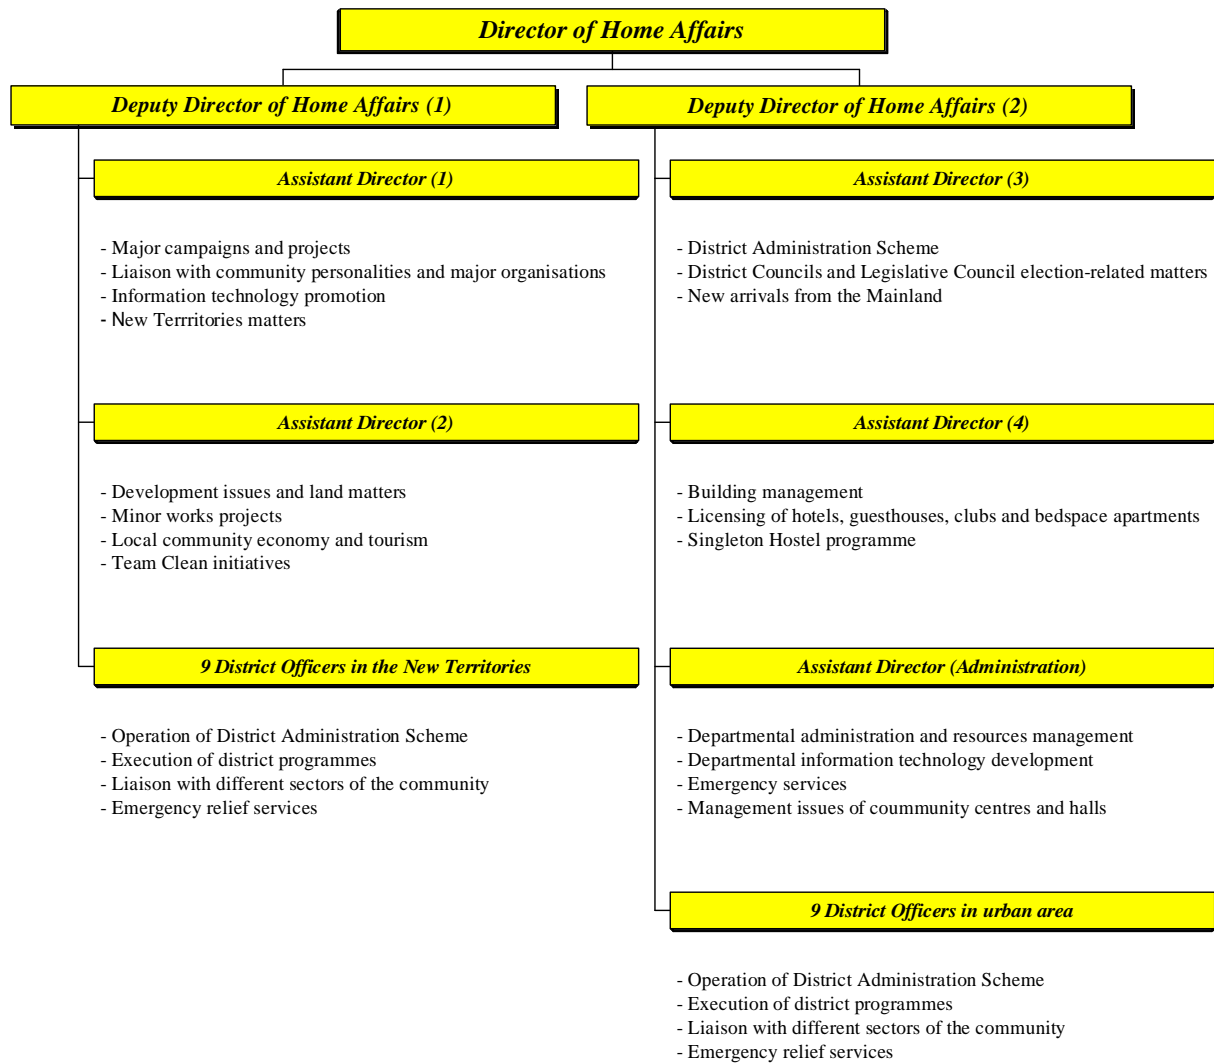 Director of Home Affairs
Deputy Director of Home Affairs (1)
Assistant Director (1)
- Major campaigns and projects
- Liaison with community personalities and major organisations
- Information technology promotion
- New Terrritories matters
Assistant Director (2)
- Development issues and land matters
- Minor works projects
- Local community economy and tourism
- Team Clean initiatives
9 District Officers in the New Territories
- Operation of District Administration Scheme
- Execution of district programmes
- Liaison with different sectors of the community
- Emergency relief services
Deputy Director of Home Affairs (2)
Assistant Director (3)
- District Administration Scheme
- District Councils and Legislative Council election-related matters
- New arrivals from the Mainland
Assistant Director (4)
- Building management
- Licensing of hotels, guesthouses, clubs and bedspace apartments
- Singleton Hostel programme
Assistant Director (Administration)
- Departmental administration and resources management
- Departmental information technology development
- Emergency services
- Management issues of coummunity centres and halls
9 District Officers in urban area
- Operation of District Administration Scheme
- Execution of district programmes
- Liaison with different sectors of the community
- Emergency relief services